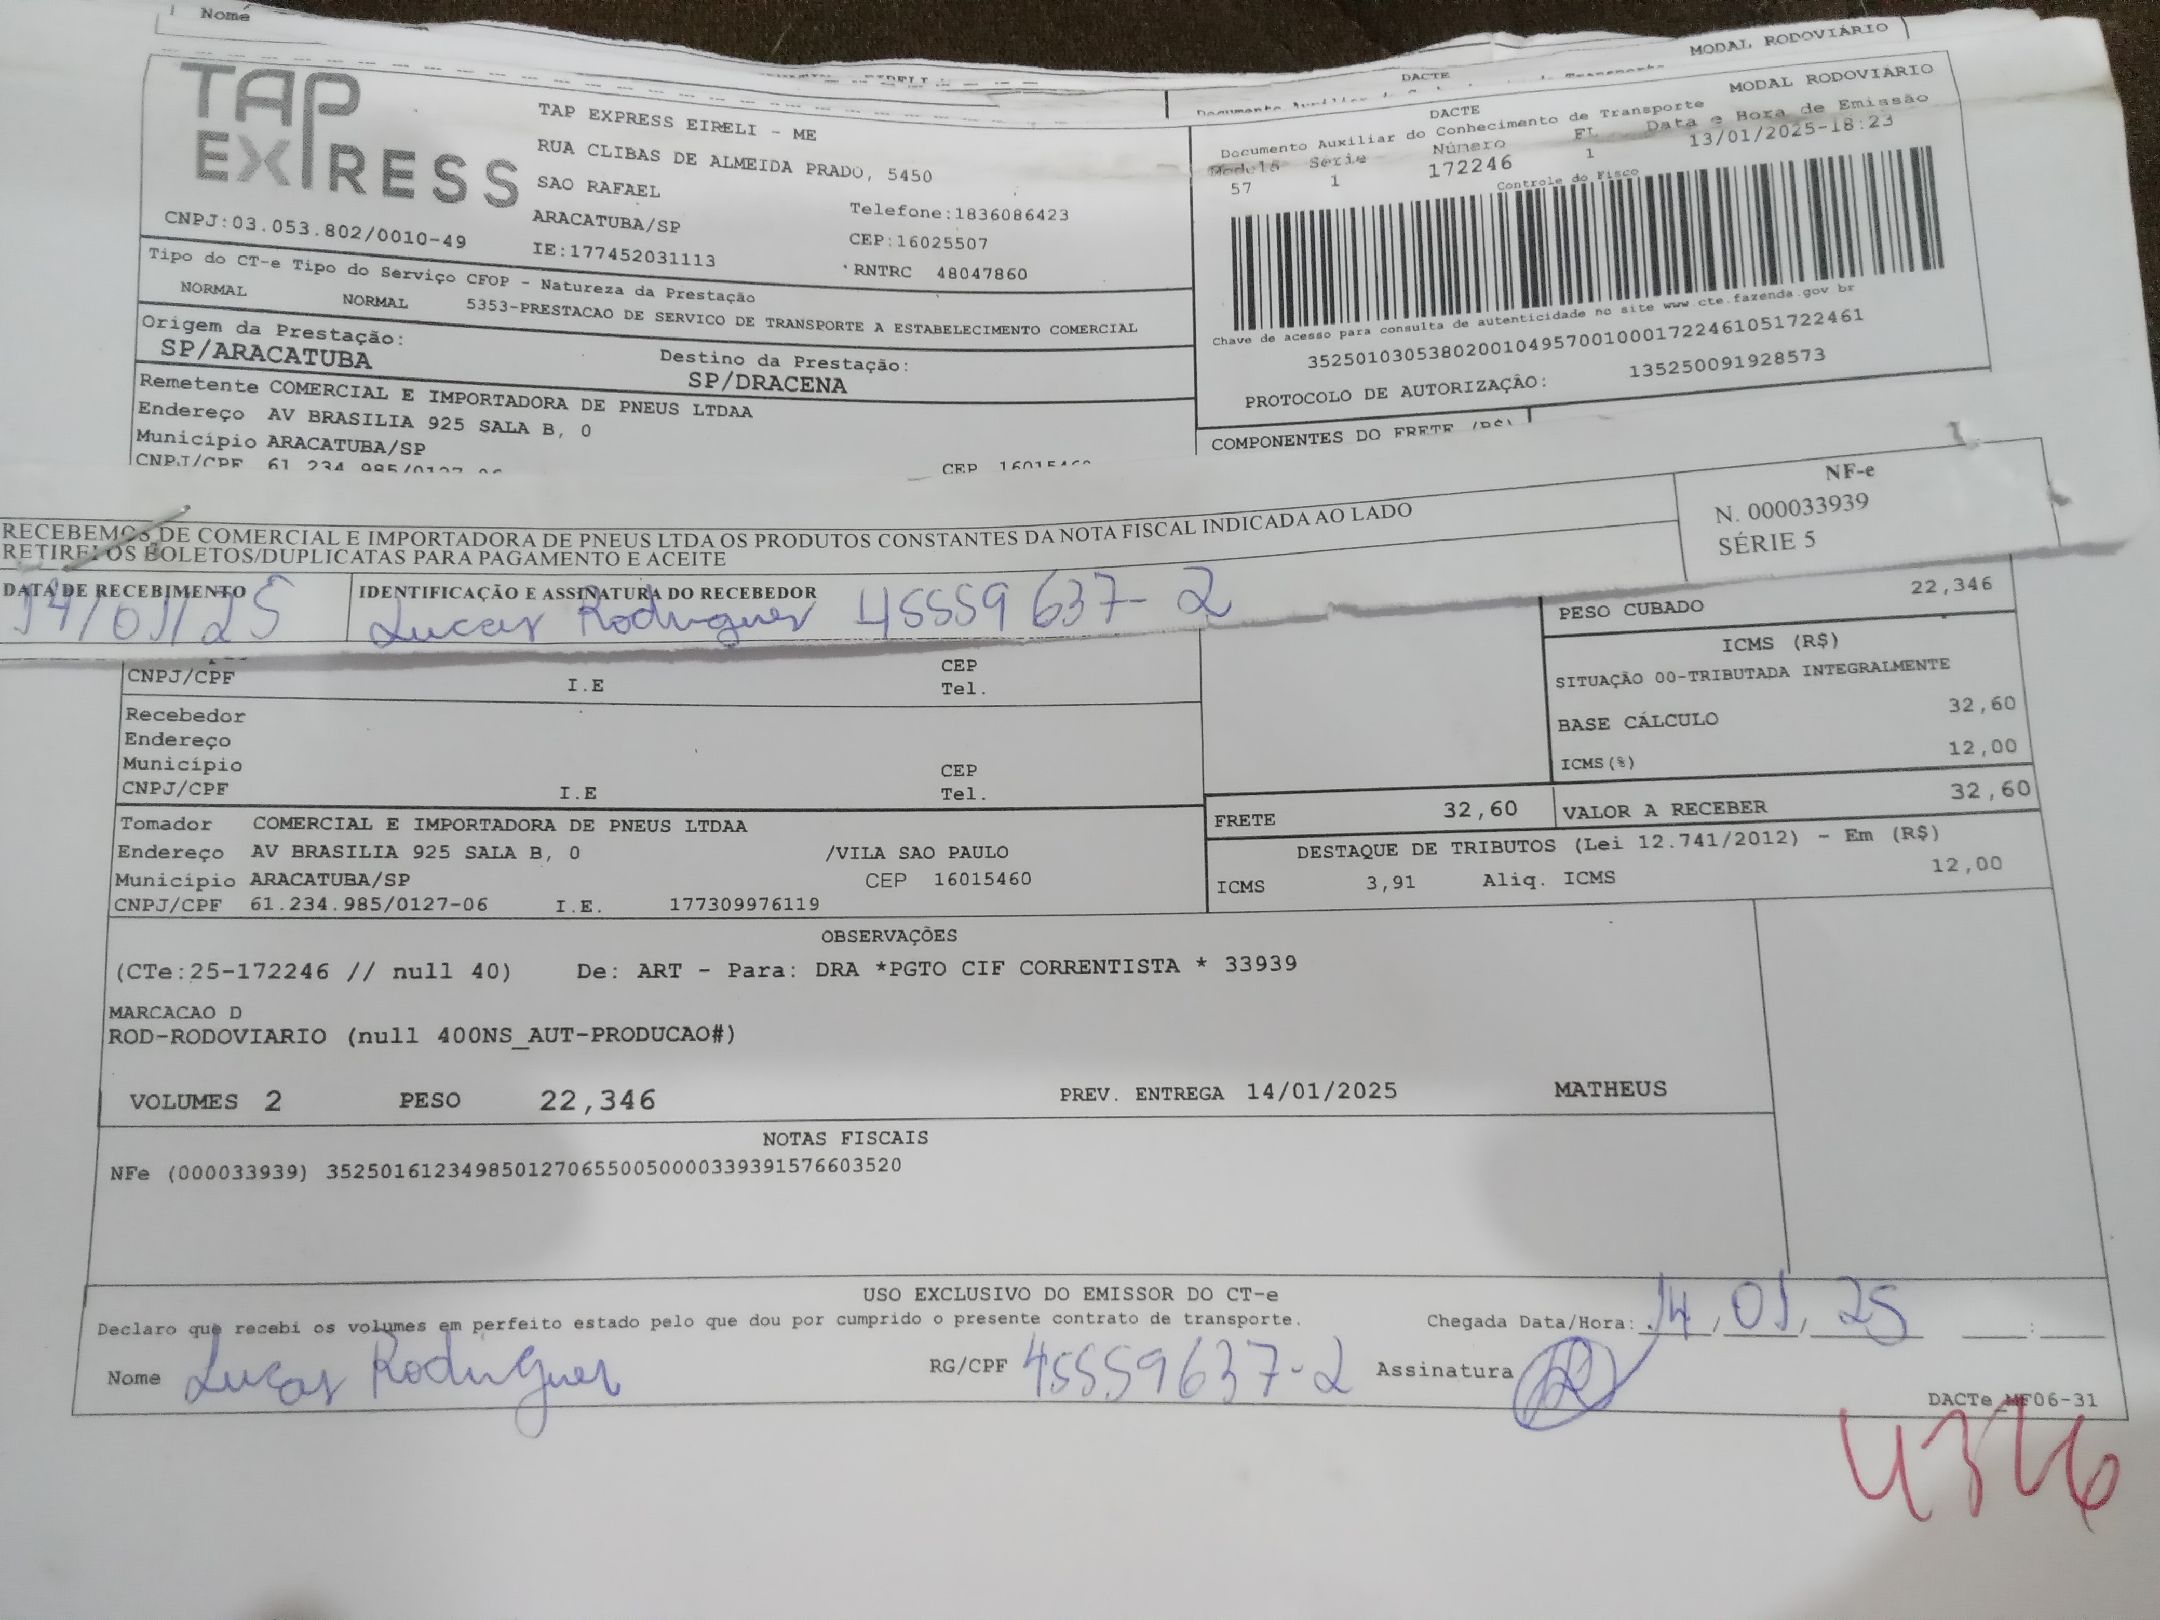 Nome
MODAL RODOVIÁRIO
DACTE
TAP EXPRESS
TAP EXPRESS EIRELI - ME
RUA CLIBAS DE ALMEIDA PRADO, 5450
SAO RAFAEL
ARACATUBA/SP
Telefone:1836086423
CEP:16025507
CNPJ:03.053.802/0010-49
IE:177452031113
RNTRC 48047860
DACTE
MODAL RODOVIÁRIO
Documento Auxiliar do Conhecimento de Transporte
Modelo Série Número FL Data e Hora de Emissão
57 1 172246 1 13/01/2025-18:23
Controle do Fisco
Chave de acesso para consulta de autenticidade no site www.cte.fazenda.gov.br
35250103053802001049570010001722461051722461
PROTOCOLO DE AUTORIZAÇÃO: 135250091928573
Tipo do CT-e Tipo do Serviço CFOP - Natureza da Prestação
NORMAL NORMAL 5353-PRESTACAO DE SERVICO DE TRANSPORTE A ESTABELECIMENTO COMERCIAL
Origem da Prestação: Destino da Prestação:
SP/ARACATUBA SP/DRACENA
Remetente COMERCIAL E IMPORTADORA DE PNEUS LTDAA
Endereço AV BRASILIA 925 SALA B, 0
Município ARACATUBA/SP
CNPJ/CPF 61.234.985/0127-06 CEP 16015460
COMPONENTES DO FRETE (R$)
RECEBEMOS DE COMERCIAL E IMPORTADORA DE PNEUS LTDA OS PRODUTOS CONSTANTES DA NOTA FISCAL INDICADA AO LADO
RETIREI OS BOLETOS/DUPLICATAS PARA PAGAMENTO E ACEITE
NF-e
N. 000033939
SÉRIE 5
DATA DE RECEBIMENTO IDENTIFICAÇÃO E ASSINATURA DO RECEBEDOR
14/01/25 Lucas Rodrigues 45559637-2
PESO CUBADO 22,346
ICMS (R$)
SITUAÇÃO 00-TRIBUTADA INTEGRALMENTE
BASE CÁLCULO 32,60
ICMS(%) 12,00
CNPJ/CPF I.E CEP
Tel.
Recebedor
Endereço
Município CEP
CNPJ/CPF I.E Tel.
FRETE 32,60 VALOR A RECEBER 32,60
DESTAQUE DE TRIBUTOS (Lei 12.741/2012) - Em (R$)
ICMS 3,91 Aliq. ICMS 12,00
Tomador COMERCIAL E IMPORTADORA DE PNEUS LTDAA
Endereço AV BRASILIA 925 SALA B, 0 /VILA SAO PAULO
Município ARACATUBA/SP CEP 16015460
CNPJ/CPF 61.234.985/0127-06 I.E. 177309976119
OBSERVAÇÕES
(CTe:25-172246 // null 40) De: ART - Para: DRA *PGTO CIF CORRENTISTA * 33939
MARCACAO D
ROD-RODOVIARIO (null 400NS_AUT-PRODUCAO#)
VOLUMES 2 PESO 22,346 PREV. ENTREGA 14/01/2025 MATHEUS
NOTAS FISCAIS
NFe (000033939) 35250161234985012706550050000339391576603520
USO EXCLUSIVO DO EMISSOR DO CT-e
Declaro que recebi os volumes em perfeito estado pelo que dou por cumprido o presente contrato de transporte. Chegada Data/Hora: 14/01/25 __:__
Nome Lucas Rodrigues RG/CPF 45559637-2 Assinatura
DACTe_MF06-31